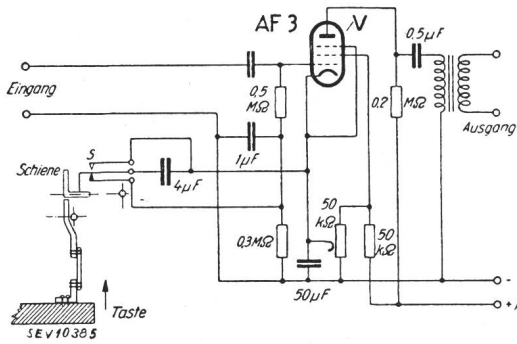 AF 3
V
0,5µF
Eingang
0,5
MΩ
0,2
MΩ
Ausgang
1µF
S
Schiene
4µF
50
kΩ
50
kΩ
0,3MΩ
50µF
-
+
Taste
SEV10385